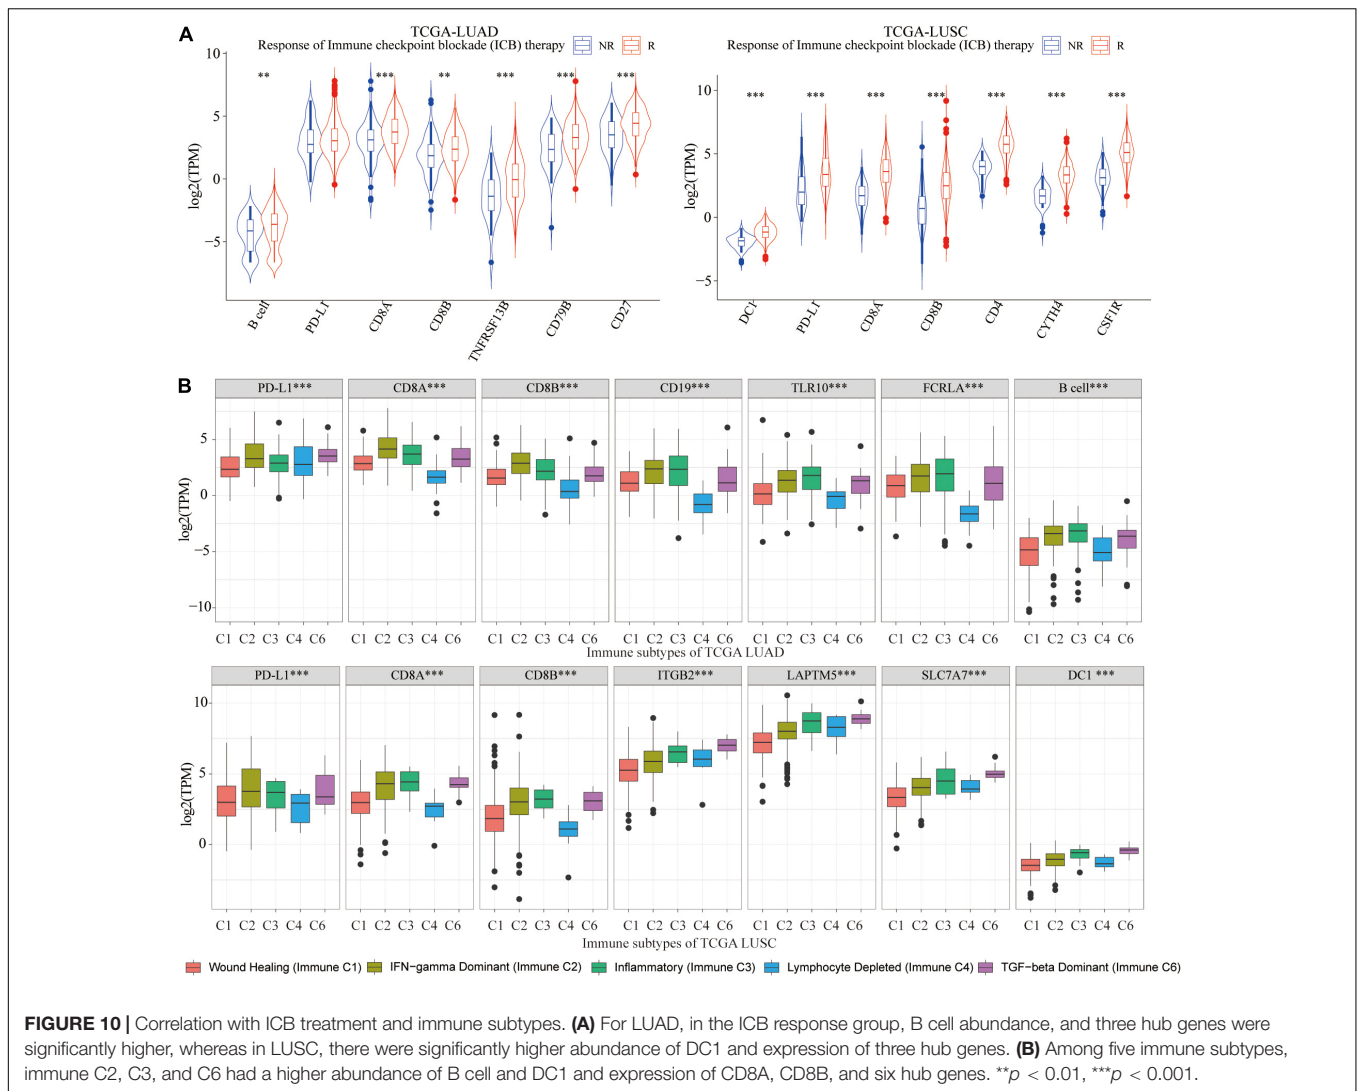 A
TCGA-LUAD
Response of Immune checkpoint blockade (ICB) therapy NR R
log2(TPM)
10
5
0
−5
** *** ** *** *** ***
B cell PD-L1 CD8A CD8B TNFRSF13B CD79B CD27
TCGA-LUSC
Response of Immune checkpoint blockade (ICB) therapy NR R
log2(TPM)
10
5
0
−5
*** *** *** *** *** *** ***
DC1 PD-L1 CD8A CD8B CD4 CYTH4 CSF1R
B
PD-L1*** CD8A*** CD8B*** CD19*** TLR10*** FCRLA*** B cell***
log2(TPM)
5
0
−5
−10
C1 C2 C3 C4 C6 C1 C2 C3 C4 C6 C1 C2 C3 C4 C6 C1 C2 C3 C4 C6 C1 C2 C3 C4 C6 C1 C2 C3 C4 C6 C1 C2 C3 C4 C6
Immune subtypes of TCGA LUAD
PD-L1*** CD8A*** CD8B*** ITGB2*** LAPTM5*** SLC7A7*** DC1 ***
log2(TPM)
10
5
0
C1 C2 C3 C4 C6 C1 C2 C3 C4 C6 C1 C2 C3 C4 C6 C1 C2 C3 C4 C6 C1 C2 C3 C4 C6 C1 C2 C3 C4 C6 C1 C2 C3 C4 C6
Immune subtypes of TCGA LUSC
Wound Healing (Immune C1) IFN−gamma Dominant (Immune C2) Inflammatory (Immune C3) Lymphocyte Depleted (Immune C4) TGF−beta Dominant (Immune C6)
FIGURE 10 | Correlation with ICB treatment and immune subtypes. (A) For LUAD, in the ICB response group, B cell abundance, and three hub genes were
significantly higher, whereas in LUSC, there were significantly higher abundance of DC1 and expression of three hub genes. (B) Among five immune subtypes,
immune C2, C3, and C6 had a higher abundance of B cell and DC1 and expression of CD8A, CD8B, and six hub genes. **p < 0.01, ***p < 0.001.